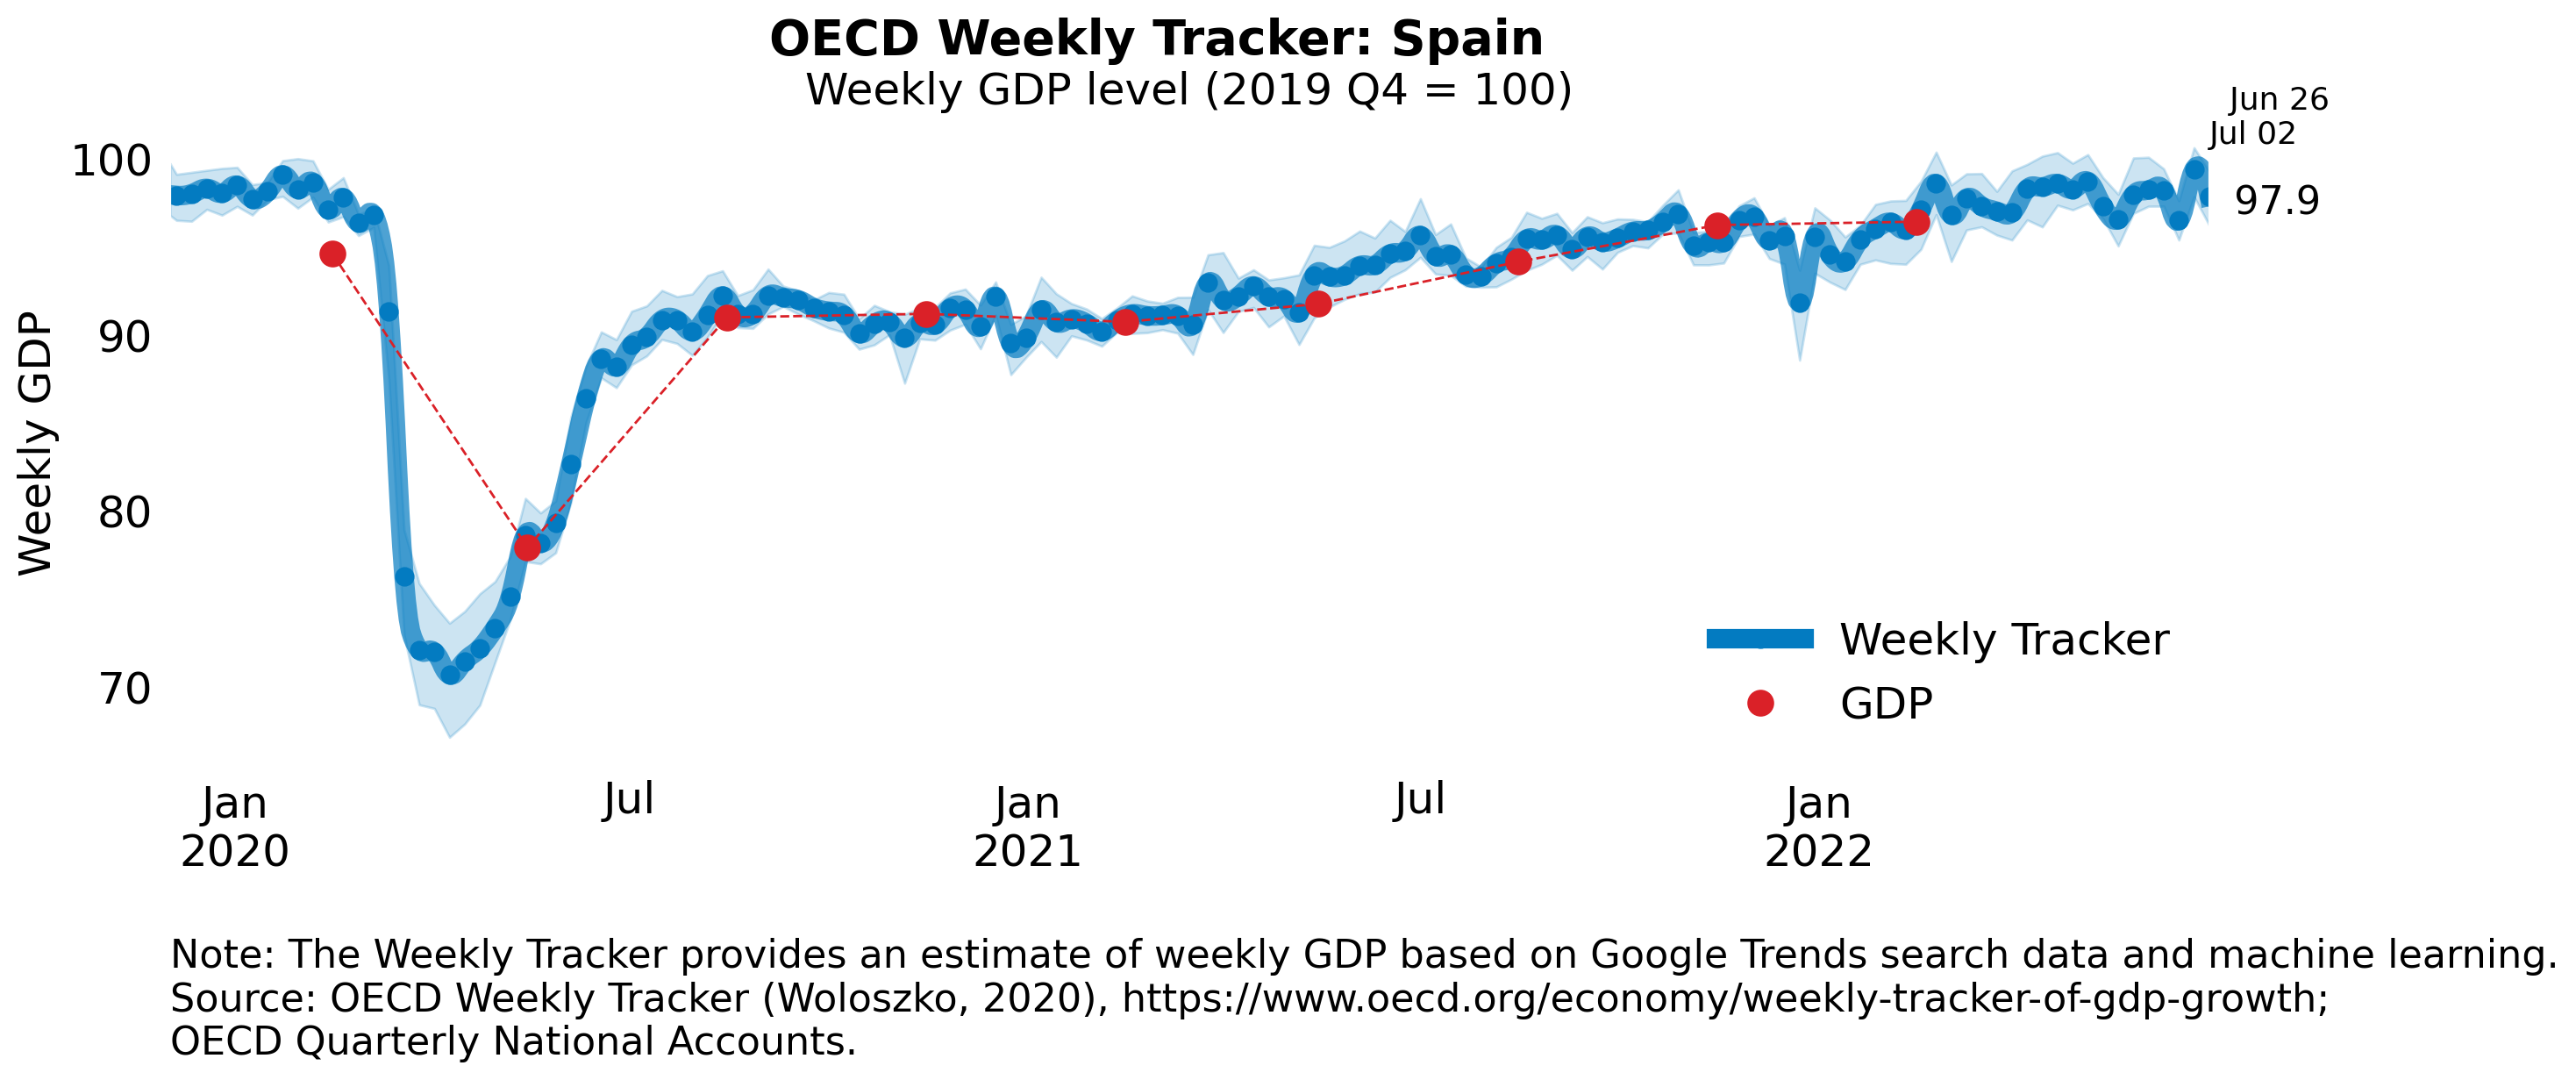 OECD Weekly Tracker: Spain
Weekly GDP level (2019 Q4 = 100)
Jun 26
Jul 02
97.9
Weekly GDP
100
90
80
70
Weekly Tracker
GDP
Jan
2020
Jul
Jan
2021
Jul
Jan
2022
Note: The Weekly Tracker provides an estimate of weekly GDP based on Google Trends search data and machine learning.
Source: OECD Weekly Tracker (Woloszko, 2020), https://www.oecd.org/economy/weekly-tracker-of-gdp-growth;
OECD Quarterly National Accounts.